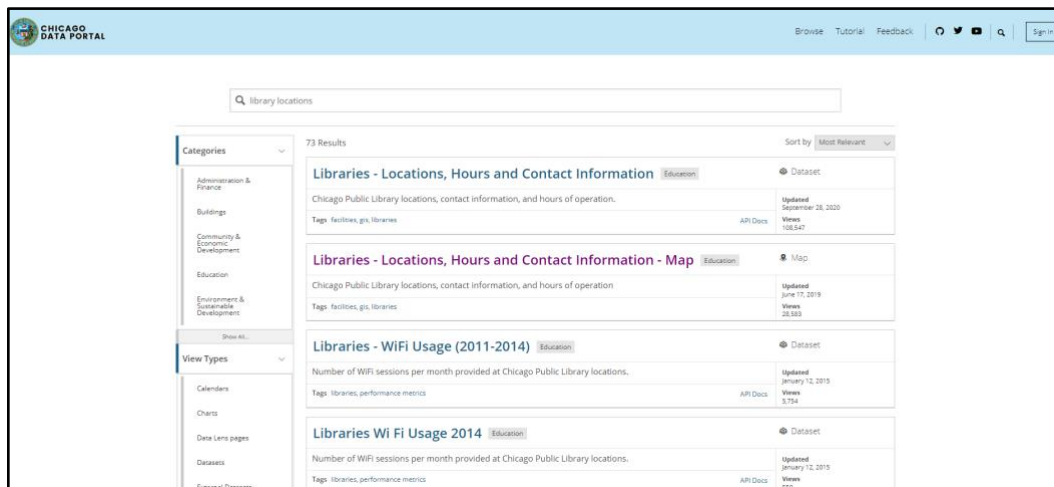 CHICAGO
DATA PORTAL
Browse Tutorial Feedback
Sign In
library locations
Categories
Administration &
Finance
Buildings
Community &
Economic
Development
Education
Environment &
Sustainable
Development
Show All...
View Types
Calendars
Charts
Data Lens pages
Datasets
73 Results
Sort by Most Relevant
Libraries - Locations, Hours and Contact Information Education
Dataset
Chicago Public Library locations, contact information, and hours of operation.
Updated
September 28, 2020
Tags facilities, gis, libraries
API Docs
Views
108,547
Libraries - Locations, Hours and Contact Information - Map Education
Map
Chicago Public Library locations, contact information, and hours of operation
Updated
June 17, 2019
Tags facilities, gis, libraries
Views
28,583
Libraries - WiFi Usage (2011-2014) Education
Dataset
Number of WiFi sessions per month provided at Chicago Public Library locations.
Updated
January 12, 2015
Tags libraries, performance metrics
API Docs
Views
5,754
Libraries Wi Fi Usage 2014 Education
Dataset
Number of WiFi sessions per month provided at Chicago Public Library locations.
Updated
January 12, 2015
Tags libraries, performance metrics
API Docs
Views